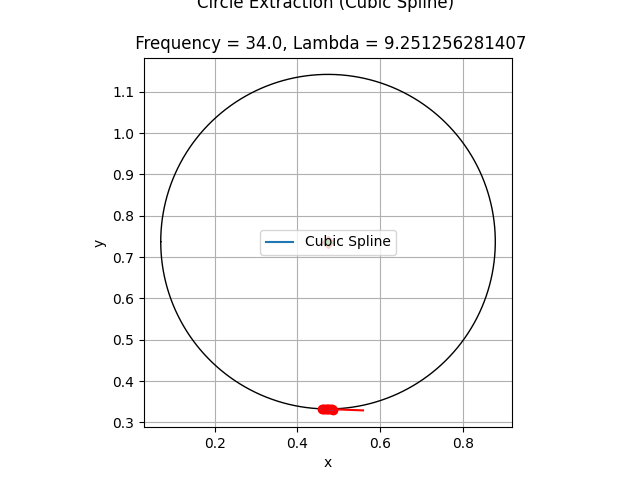 Circle Extraction (Cubic Spline)
Frequency = 34.0, Lambda = 9.251256281407
1.1
1.0
0.9
0.8
0.7
0.6
0.5
0.4
0.3
y
Cubic Spline
0.2 0.4 0.6 0.8
x